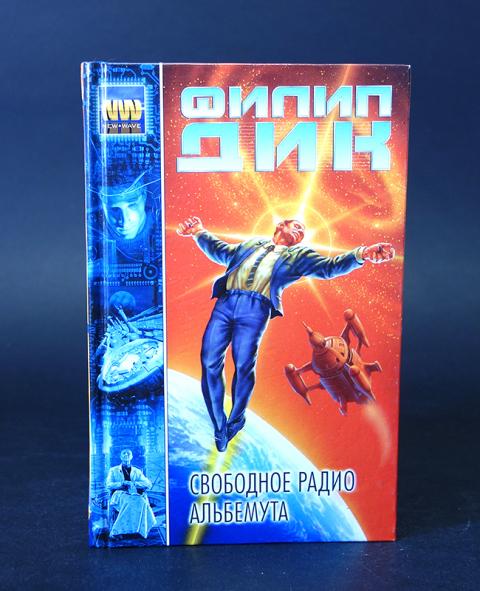 NW
NEW WAVE
ФИЛИП
ДИК
СВОБОДНОЕ РАДИО
АЛЬБЕМУТА